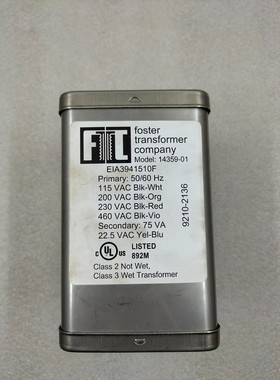 FTC
foster
transformer
company
Model: 14359-01
EIA3941510F
Primary: 50/60 Hz
115 VAC Blk-Wht
200 VAC Blk-Org
230 VAC Blk-Red
460 VAC Blk-Vio
Secondary: 75 VA
22.5 VAC Yel-Blu
c UL US LISTED
892M
Class 2 Not Wet,
Class 3 Wet Transformer
9210-2136